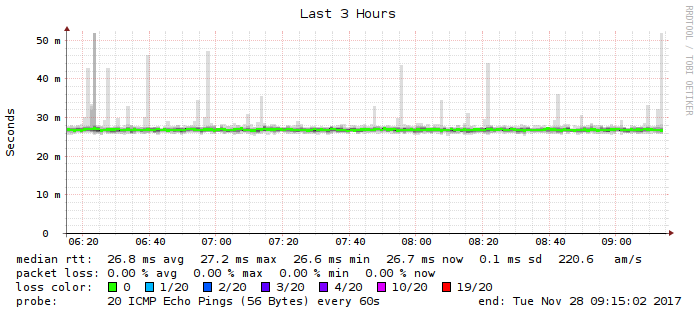 Last 3 Hours
RRDTOOL / TOBI OETIKER
Seconds
50 m
40 m
30 m
20 m
10 m
0
06:20 06:40 07:00 07:20 07:40 08:00 08:20 08:40 09:00
median rtt: 26.8 ms avg 27.2 ms max 26.6 ms min 26.7 ms now 0.1 ms sd 220.6 am/s
packet loss: 0.00 % avg 0.00 % max 0.00 % min 0.00 % now
loss color: 0 1/20 2/20 3/20 4/20 10/20 19/20
probe: 20 ICMP Echo Pings (56 Bytes) every 60s end: Tue Nov 28 09:15:02 2017